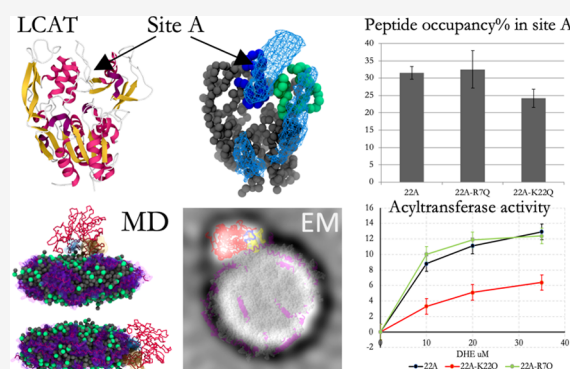 LCAT
Site A
Peptide occupancy% in site A
40
35
30
25
20
15
10
5
0
22A
22A-R7Q
22A-K22Q
MD
EM
Acyltransferase activity
16
14
12
10
8
6
4
2
0
-2
0
10
20
30
40
DHE uM
22A
22A-K22Q
22A-R7Q